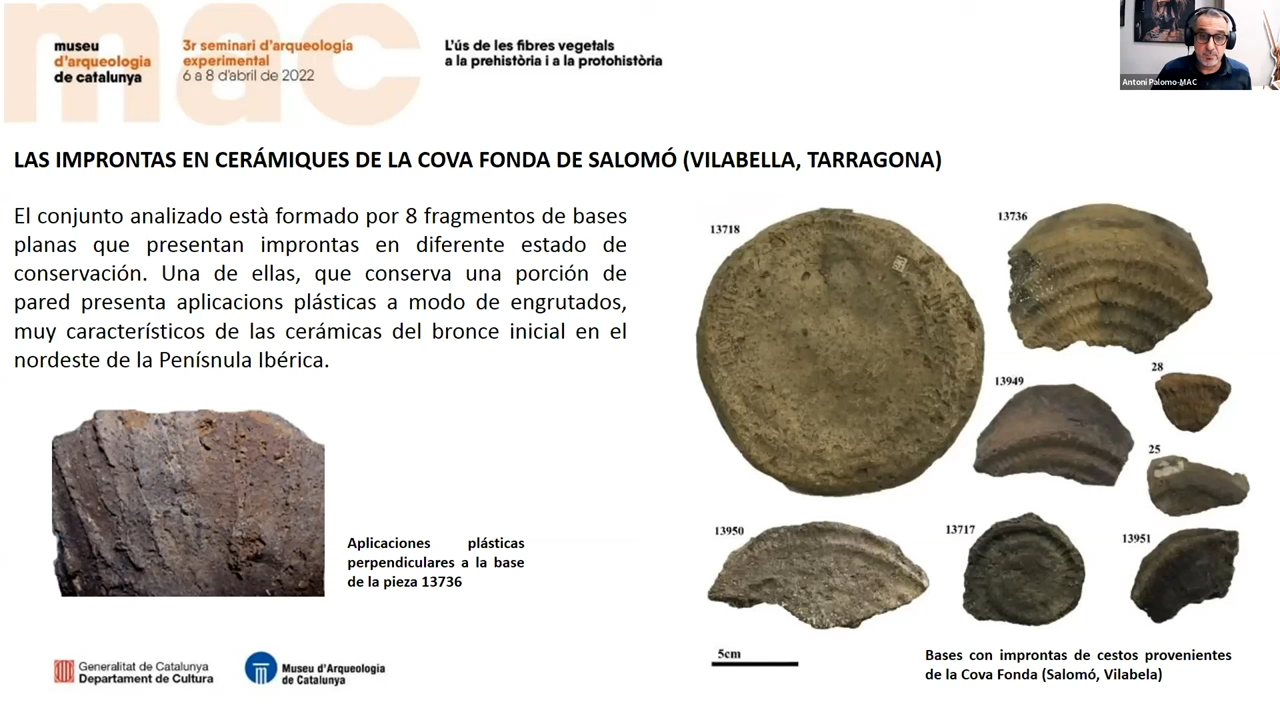 museu
d'arqueologia
de catalunya
3r seminari d'arqueologia
experimental
6 a 8 d'abril de 2022
L'ús de les fibres vegetals
a la prehistòria i a la protohistòria
mac
Antoni Palomo-MAC
LAS IMPRONTAS EN CERÁMIQUES DE LA COVA FONDA DE SALOMÓ (VILABELLA, TARRAGONA)
El conjunto analizado està formado por 8 fragmentos de bases
planas que presentan improntas en diferente estado de
conservación. Una de ellas, que conserva una porción de
pared presenta aplicacions plásticas a modo de engrutados,
muy característicos de las cerámicas del bronce inicial en el
nordeste de la Penísnula Ibérica.
13718
13736
13949
28
25
13950
13717
13951
5cm
Aplicaciones plásticas
perpendiculares a la base
de la pieza 13736
Bases con improntas de cestos provenientes
de la Cova Fonda (Salomó, Vilabela)
Generalitat de Catalunya
Departament de Cultura
Museu d'Arqueologia
de Catalunya